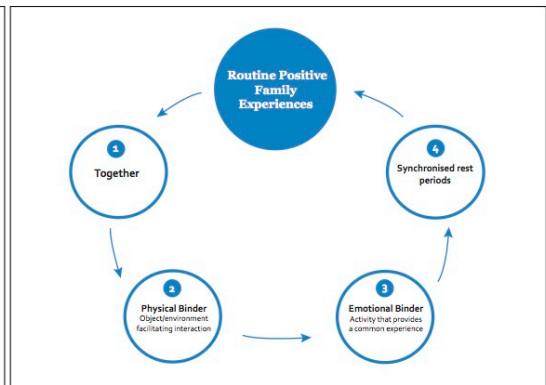 Routine Positive
Family
Experiences
1
Together
2
Physical Binder
Object/environment
facilitating interaction
3
Emotional Binder
Activity that provides
a common experience
4
Synchronised rest
periods